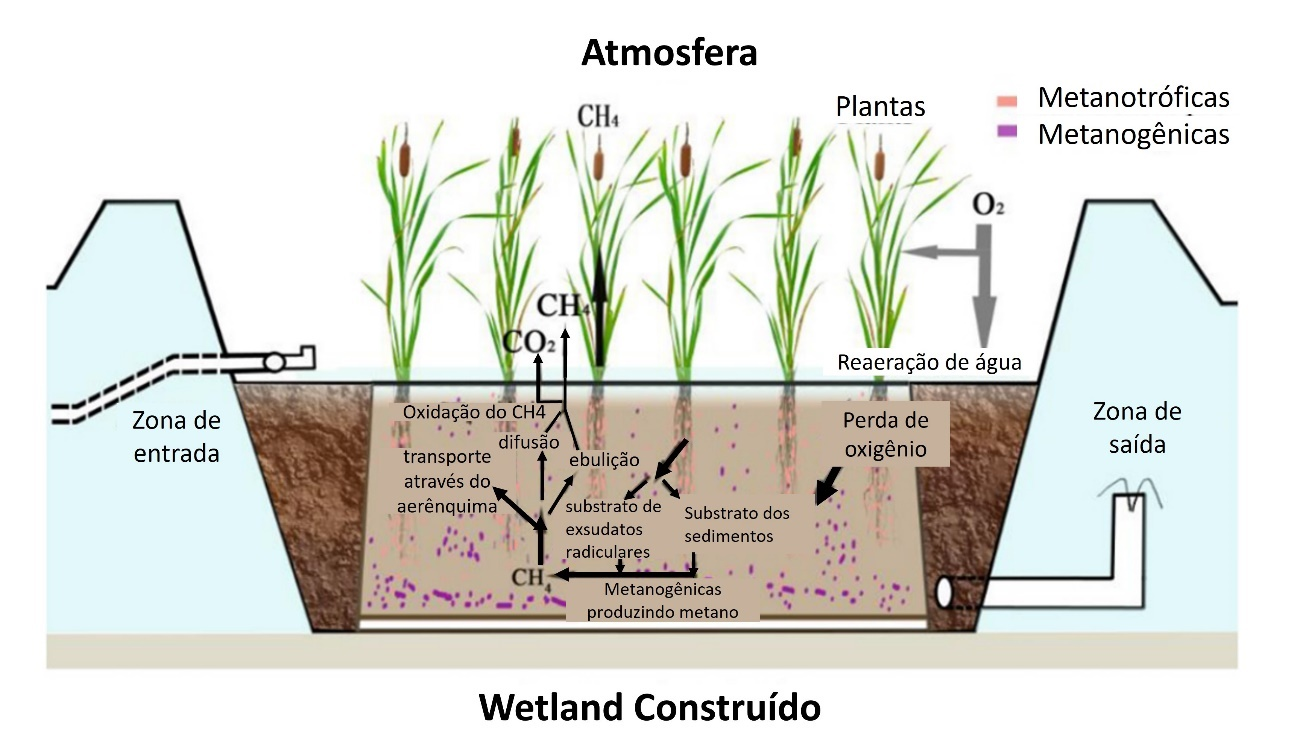 Atmosfera
Metanotróficas
Metanogênicas
Plantas
CH₄
O₂
CH₄
CO₂
Reaeração de água
Zona de
entrada
Oxidação do CH4
difusão
transporte
através do
aerênquima
ebulição
Perda de
oxigênio
Zona de
saída
substrato de
exsudatos
radiculares
Substrato dos
sedimentos
CH₄
Metanogênicas
produzindo metano
Wetland Construído